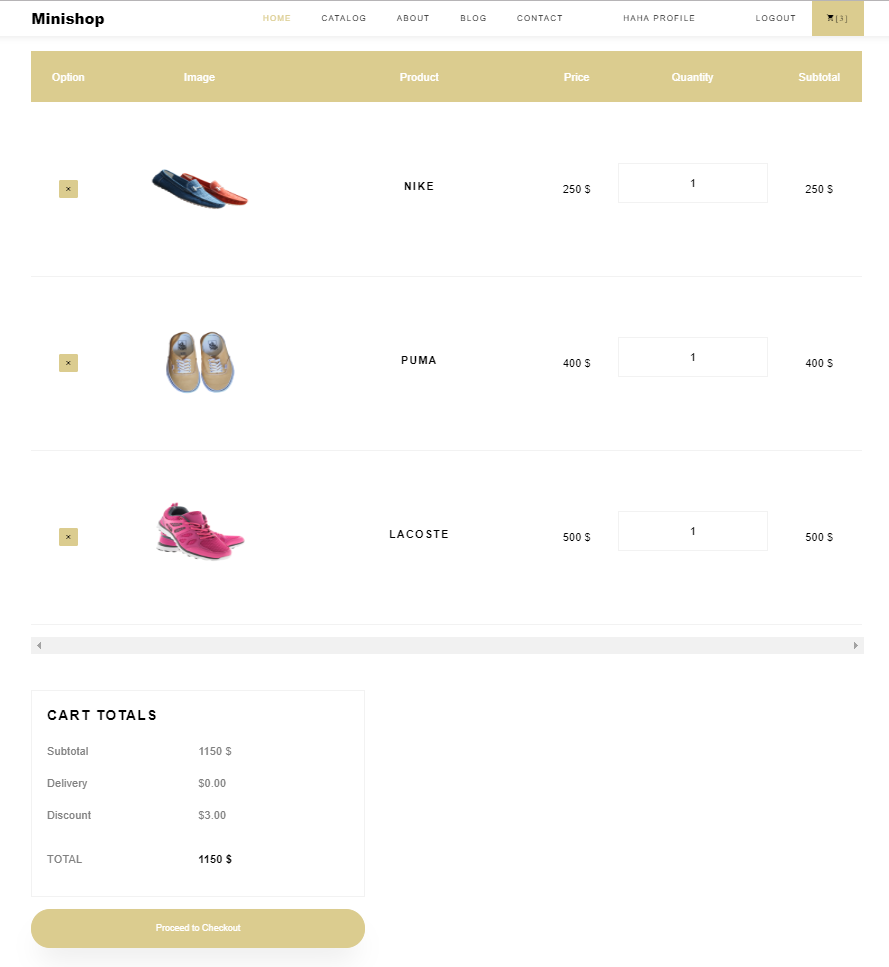 Minishop HOME CATALOG ABOUT BLOG CONTACT HAHA PROFILE LOGOUT [3]
Option Image Product Price Quantity Subtotal
× NIKE 250 $ 1 250 $
× PUMA 400 $ 1 400 $
× LACOSTE 500 $ 1 500 $
CART TOTALS
Subtotal 1150 $
Delivery $0.00
Discount $3.00
TOTAL 1150 $
Proceed to Checkout